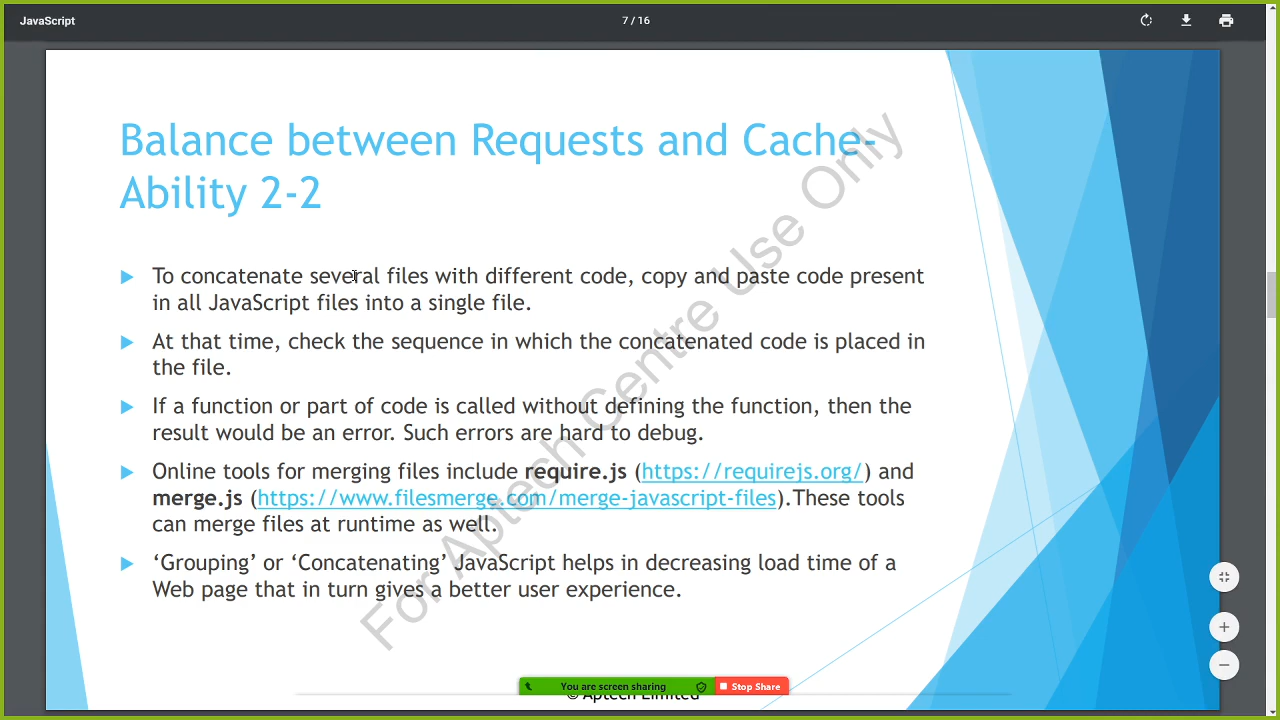 JavaScript
7 / 16
Balance between Requests and Cache-
Ability 2-2
To concatenate several files with different code, copy and paste code present
in all JavaScript files into a single file.
At that time, check the sequence in which the concatenated code is placed in
the file.
If a function or part of code is called without defining the function, then the
result would be an error. Such errors are hard to debug.
Online tools for merging files include require.js (https://requirejs.org/) and
merge.js (https://www.filesmerge.com/merge-javascript-files).These tools
can merge files at runtime as well.
‘Grouping’ or ‘Concatenating’ JavaScript helps in decreasing load time of a
Web page that in turn gives a better user experience.
For Aptech Centre Use Only
You are screen sharing
Stop Share
© Aptech Limited